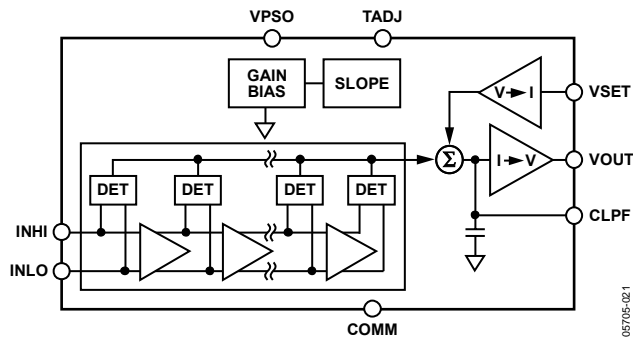 VPSO TADJ
GAIN
BIAS
SLOPE
V I
VSET
Σ
I V
VOUT
DET DET DET DET
CLPF
INHI
INLO
COMM
05705-021